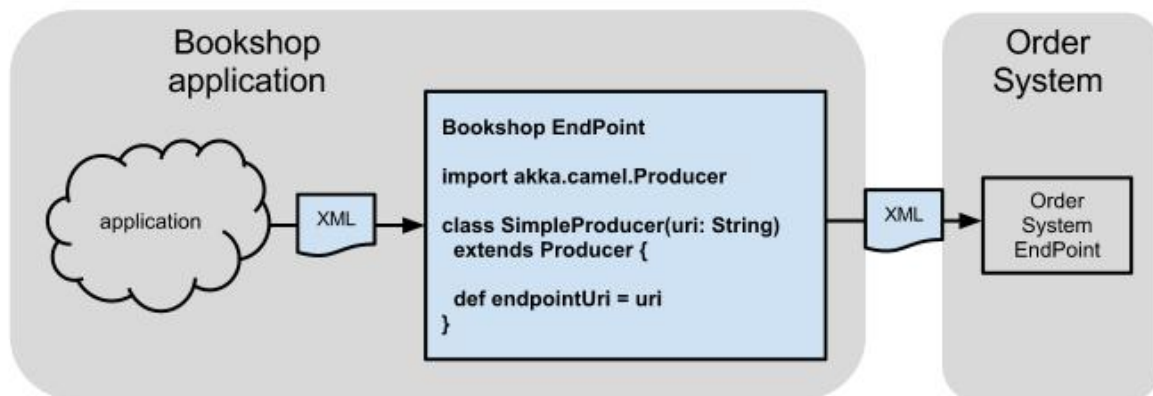 Bookshop
application
application
XML
Bookshop EndPoint
import akka.camel.Producer
class SimpleProducer(uri: String)
extends Producer {
def endpointUri = uri
}
XML
Order
System
Order
System
EndPoint